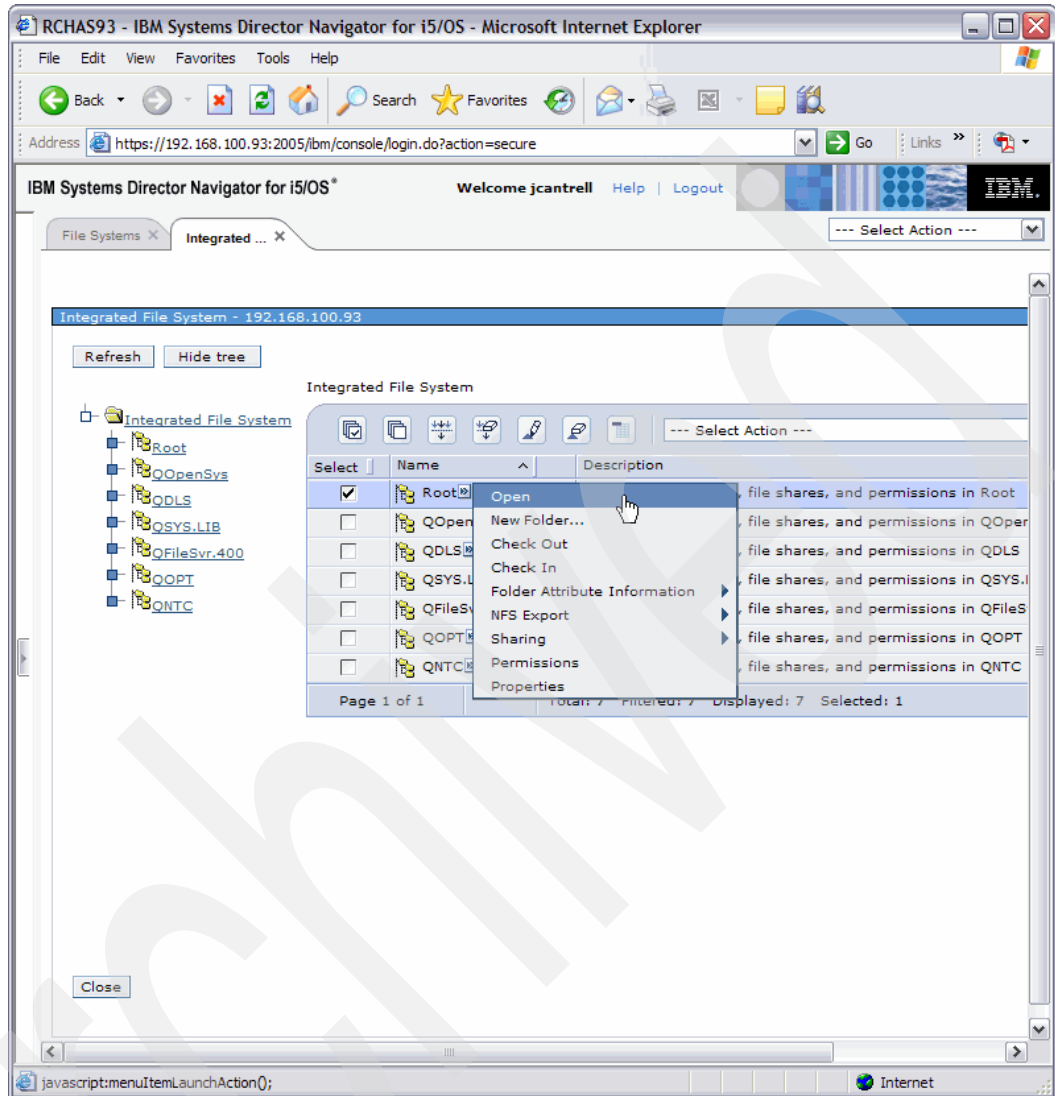 RCHAS93 - IBM Systems Director Navigator for i5/OS - Microsoft Internet Explorer
File Edit View Favorites Tools Help
Back Search Favorites
Address https://192.168.100.93:2005/ibm/console/login.do?action=secure Go Links »
IBM Systems Director Navigator for i5/OS® Welcome jcantrell Help | Logout IBM.
File Systems Integrated ... --- Select Action ---
Integrated File System - 192.168.100.93
Refresh Hide tree
Integrated File System
Integrated File System
Root
QOpenSys
QDLS
QSYS.LIB
QFileSvr.400
QOPT
QNTC
--- Select Action ---
Select Name Description
Root , file shares, and permissions in Root
QOpen , file shares, and permissions in QOper
QDLS , file shares, and permissions in QDLS
QSYS.L , file shares, and permissions in QSYS.
QFileSv , file shares, and permissions in QFileS
QOPT , file shares, and permissions in QOPT
QNTC , file shares, and permissions in QNTC
Open
New Folder...
Check Out
Check In
Folder Attribute Information
NFS Export
Sharing
Permissions
Properties
Page 1 of 1 Total: 7 Filtered: 7 Displayed: 7 Selected: 1
Close
javascript:menuItemLaunchAction(); Internet